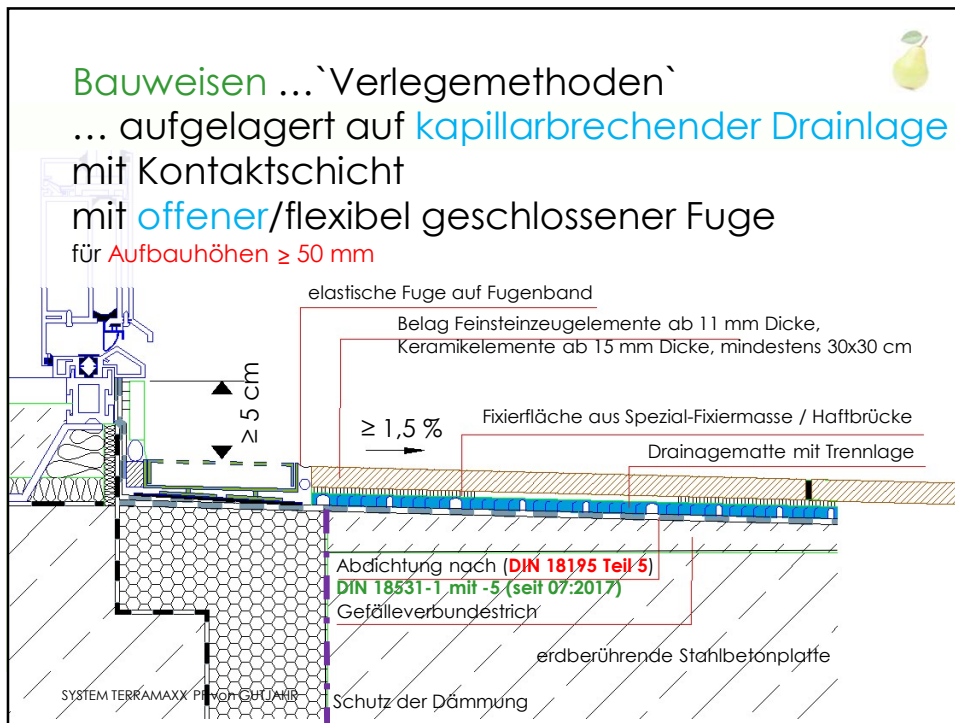 Bauweisen ...`Verlegemethoden`
... aufgelagert auf kapillarbrechender Drainlage
mit Kontaktschicht
mit offener/flexibel geschlossener Fuge
für Aufbauhöhen ≥ 50 mm
elastische Fuge auf Fugenband
Belag Feinsteinzeugelemente ab 11 mm Dicke,
Keramikelemente ab 15 mm Dicke, mindestens 30x30 cm
≥ 5 cm
≥ 1,5 %
Fixierfläche aus Spezial-Fixiermasse / Haftbrücke
Drainagematte mit Trennlage
Abdichtung nach (DIN 18195 Teil 5)
DIN 18531-1 mit -5 (seit 07:2017)
Gefälleverbundestrich
erdberührende Stahlbetonplatte
SYSTEM TERRAMAXX PF von GUTJAHR
Schutz der Dämmung